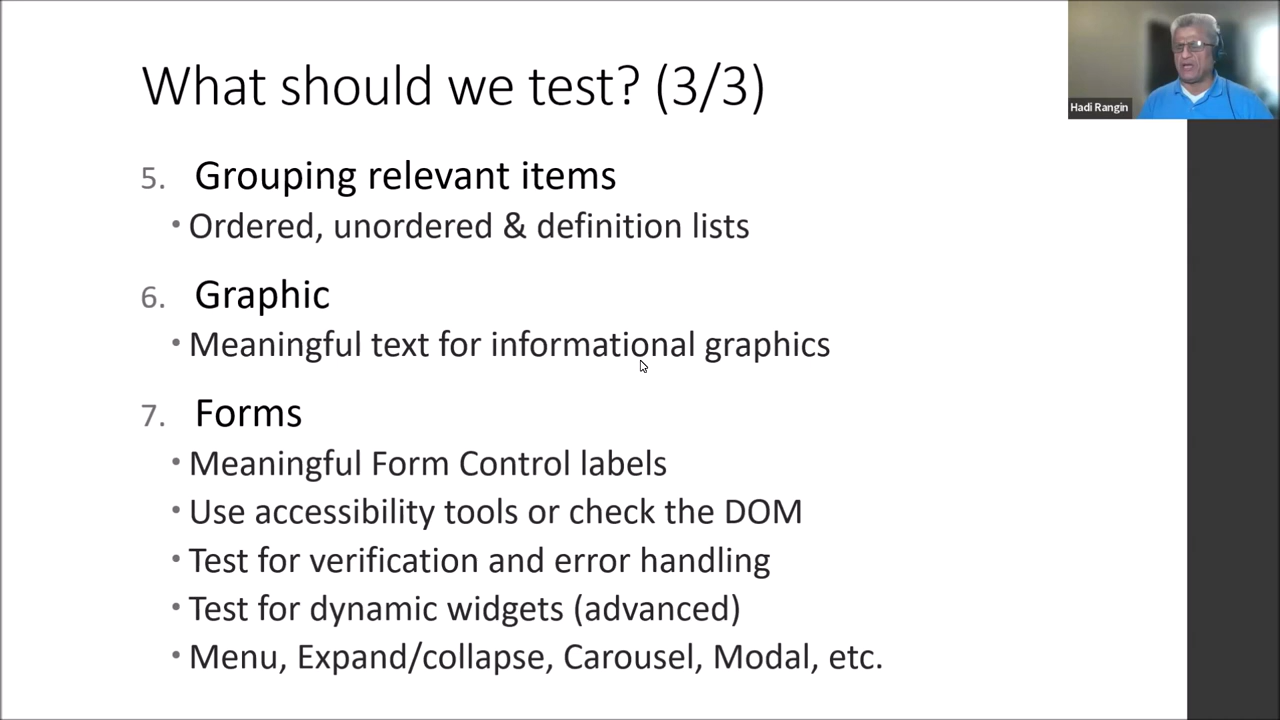 What should we test? (3/3)
Hadi Rangin
5. Grouping relevant items
• Ordered, unordered & definition lists
6. Graphic
• Meaningful text for informational graphics
7. Forms
• Meaningful Form Control labels
• Use accessibility tools or check the DOM
• Test for verification and error handling
• Test for dynamic widgets (advanced)
• Menu, Expand/collapse, Carousel, Modal, etc.